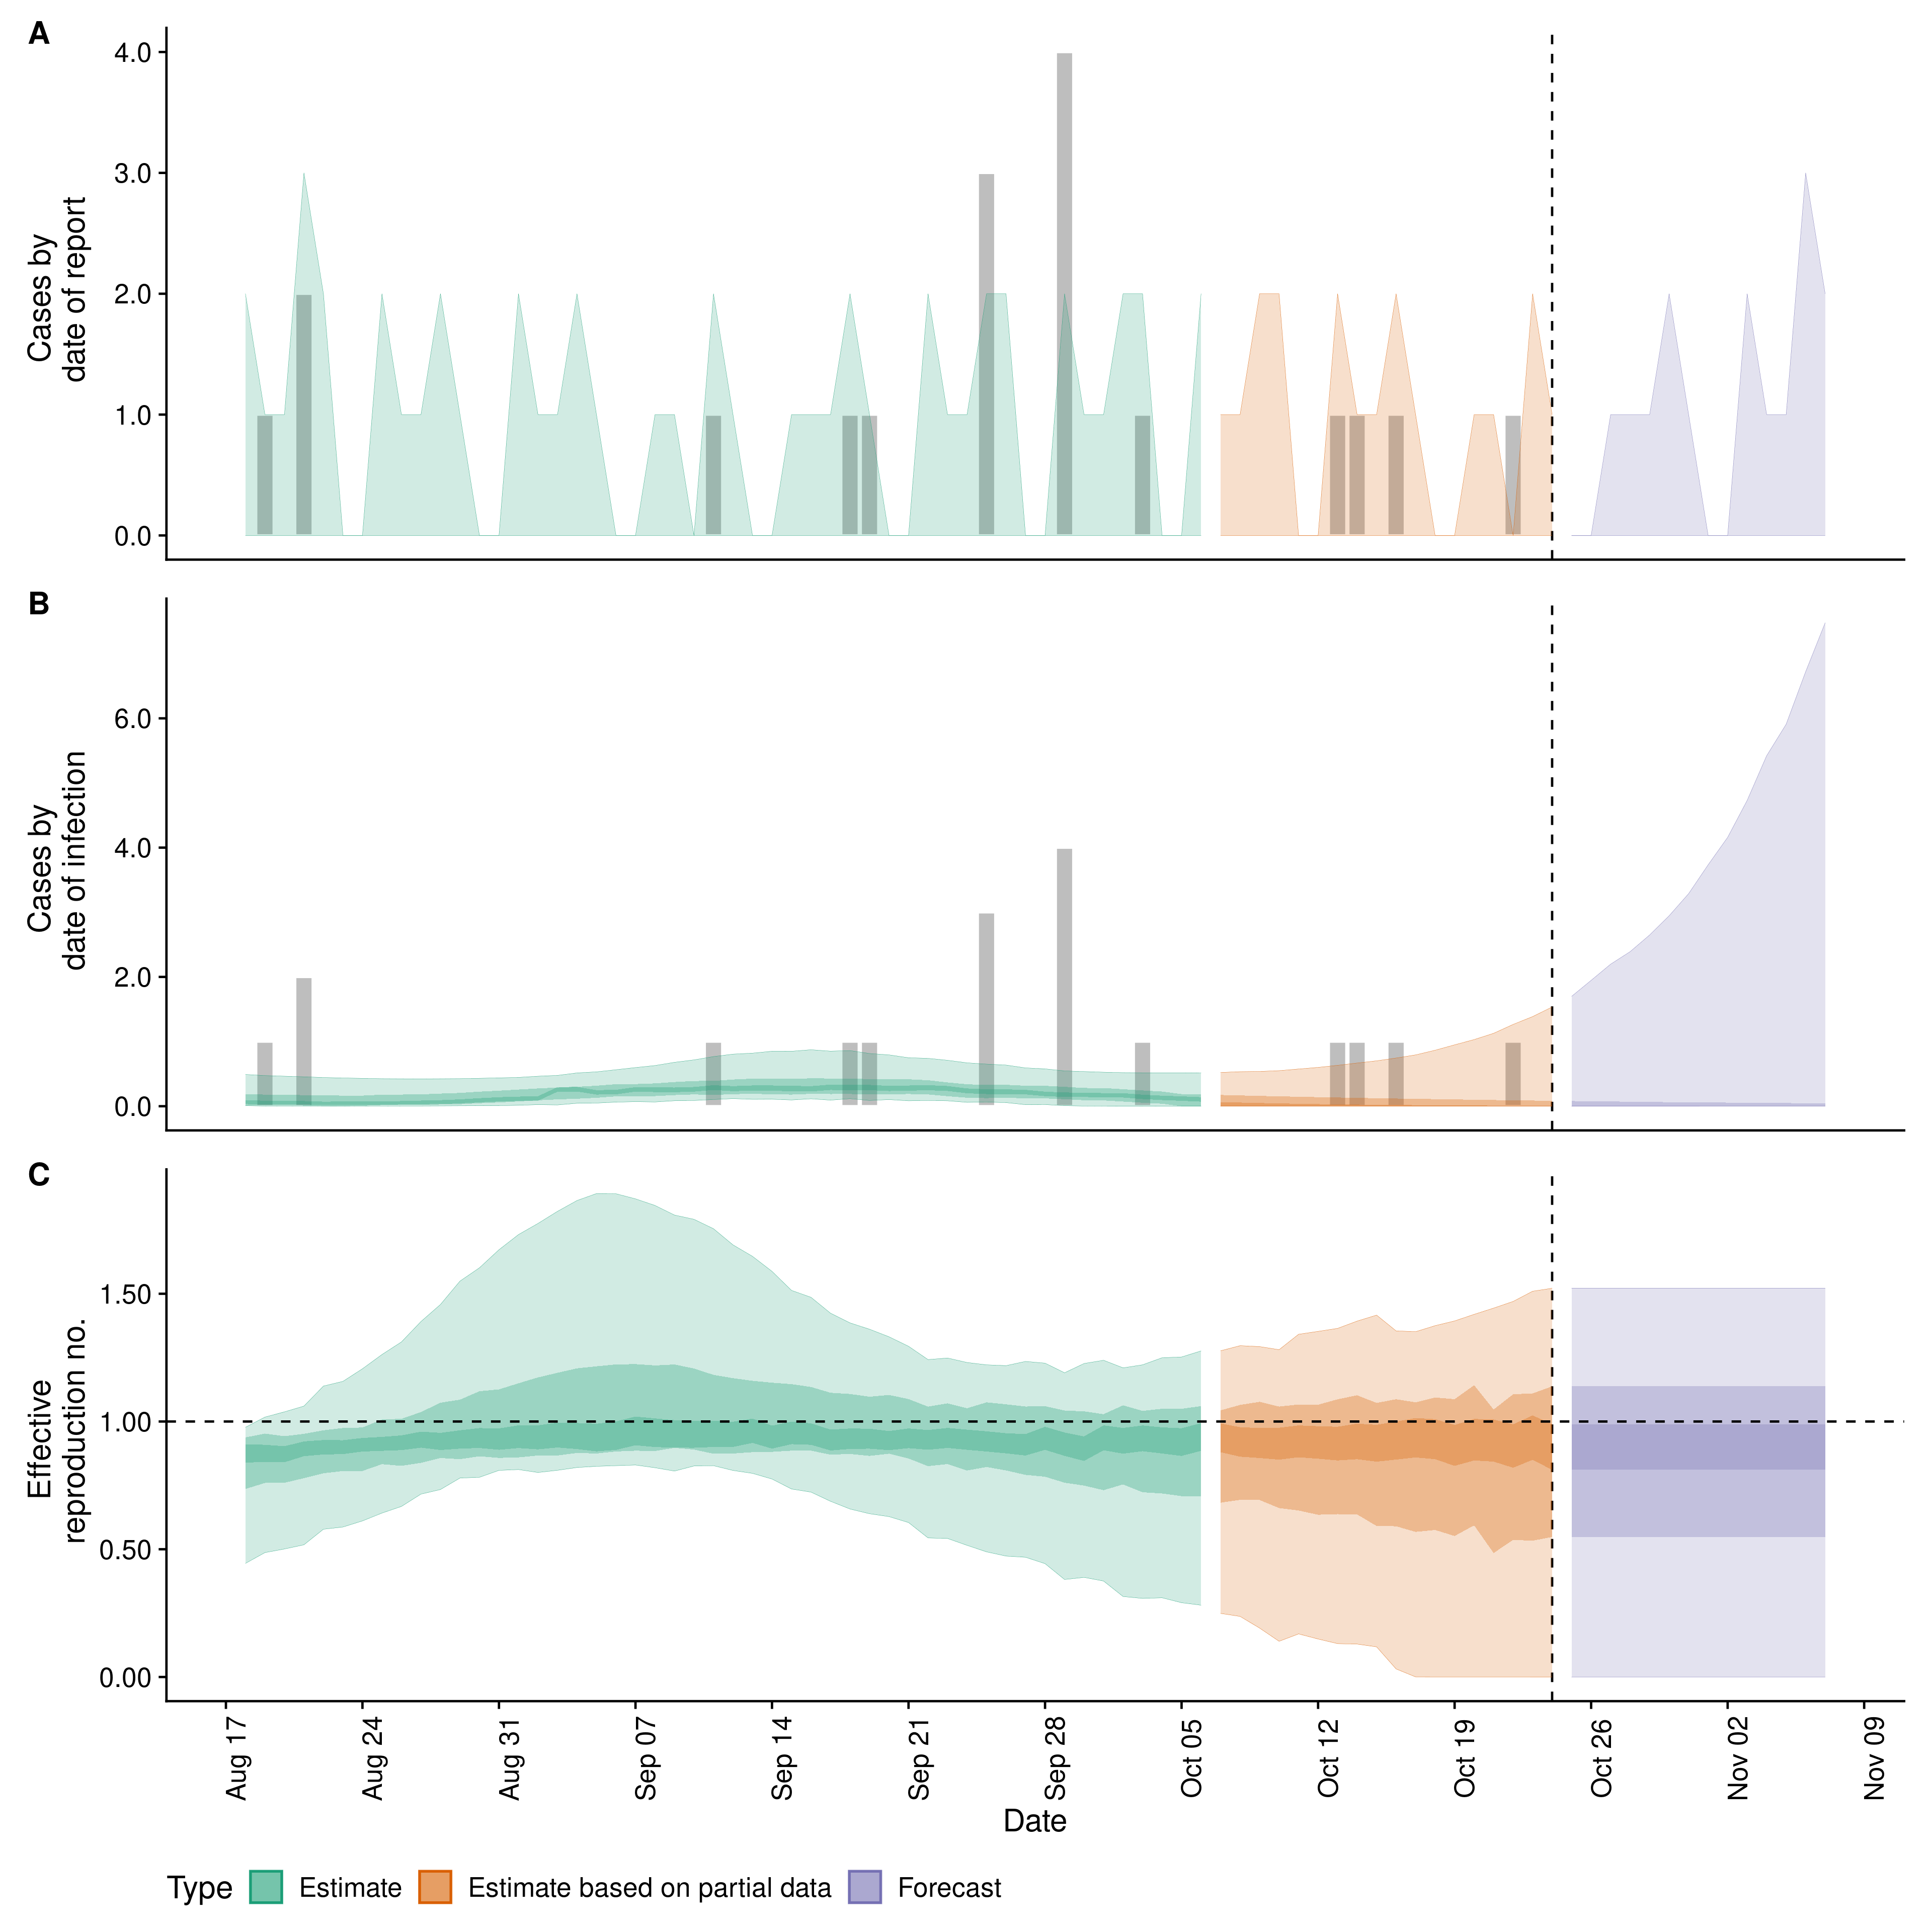 A
4.0
3.0
2.0
1.0
0.0
Cases by
date of report
B
6.0
4.0
2.0
0.0
Cases by
date of infection
C
1.50
1.00
0.50
0.00
Effective
reproduction no.
Aug 17
Aug 24
Aug 31
Sep 07
Sep 14
Sep 21
Sep 28
Oct 05
Oct 12
Oct 19
Oct 26
Nov 02
Nov 09
Date
Type Estimate Estimate based on partial data Forecast